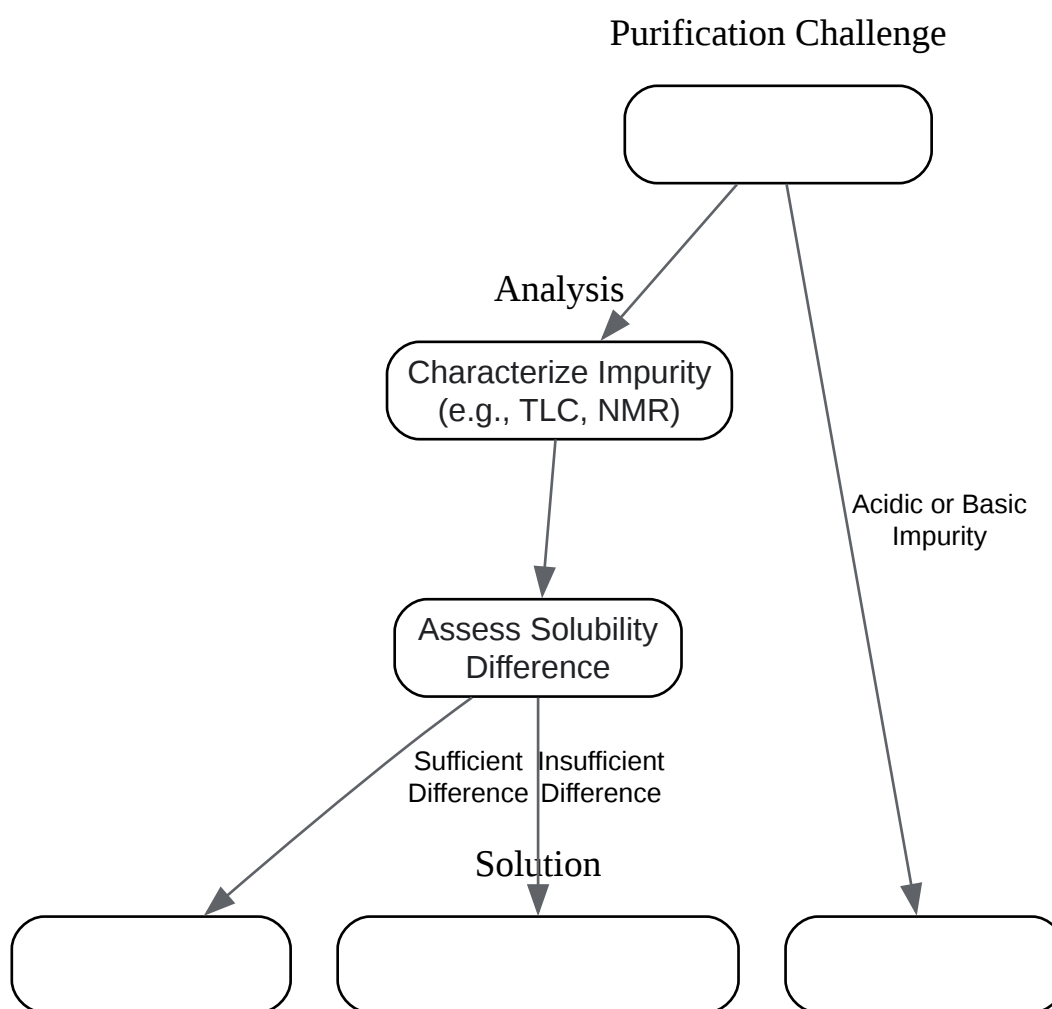 Purification Challenge
Analysis
Characterize Impurity
(e.g., TLC, NMR)
Acidic or Basic
Impurity
Assess Solubility
Difference
Sufficient
Difference
Insufficient
Difference
Solution